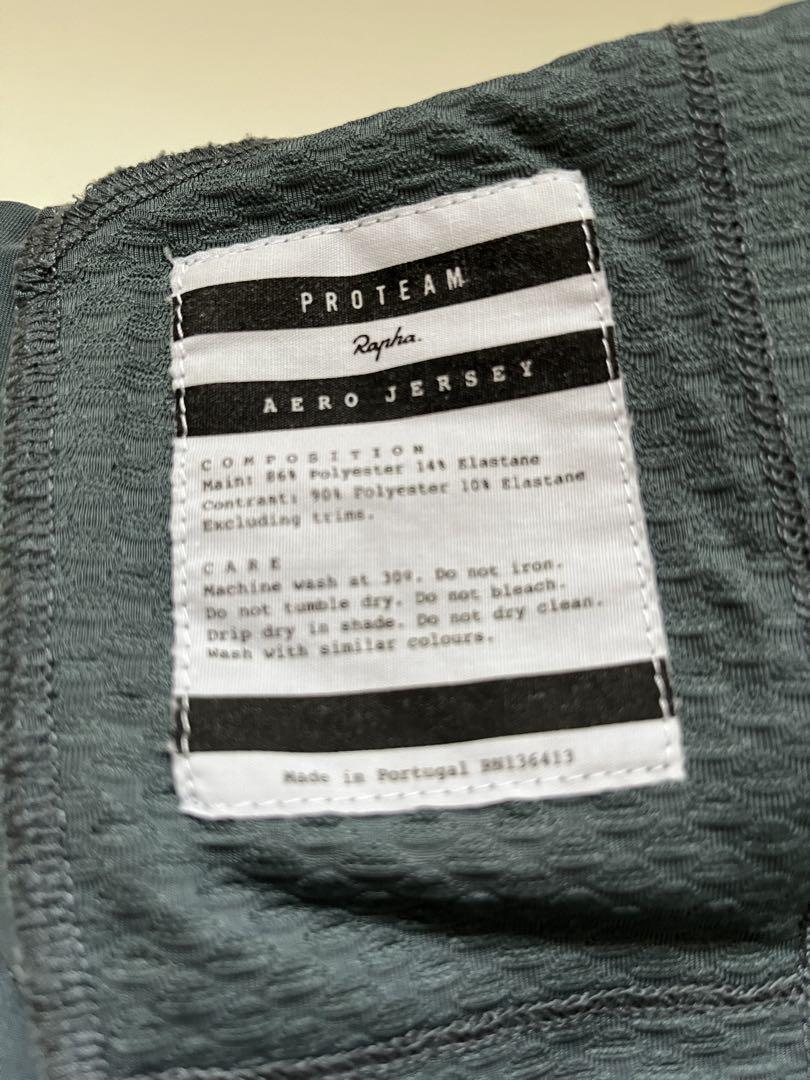 PROTEAM
Rapha.
AERO JERSEY
COMPOSITION
Main: 86% Polyester 14% Elastane
Contrast: 90% Polyester 10% Elastane
Excluding trims.
CARE
Machine wash at 30º. Do not iron.
Do not tumble dry. Do not bleach.
Drip dry in shade. Do not dry clean.
Wash with similar colours.
Made in Portugal RN136413